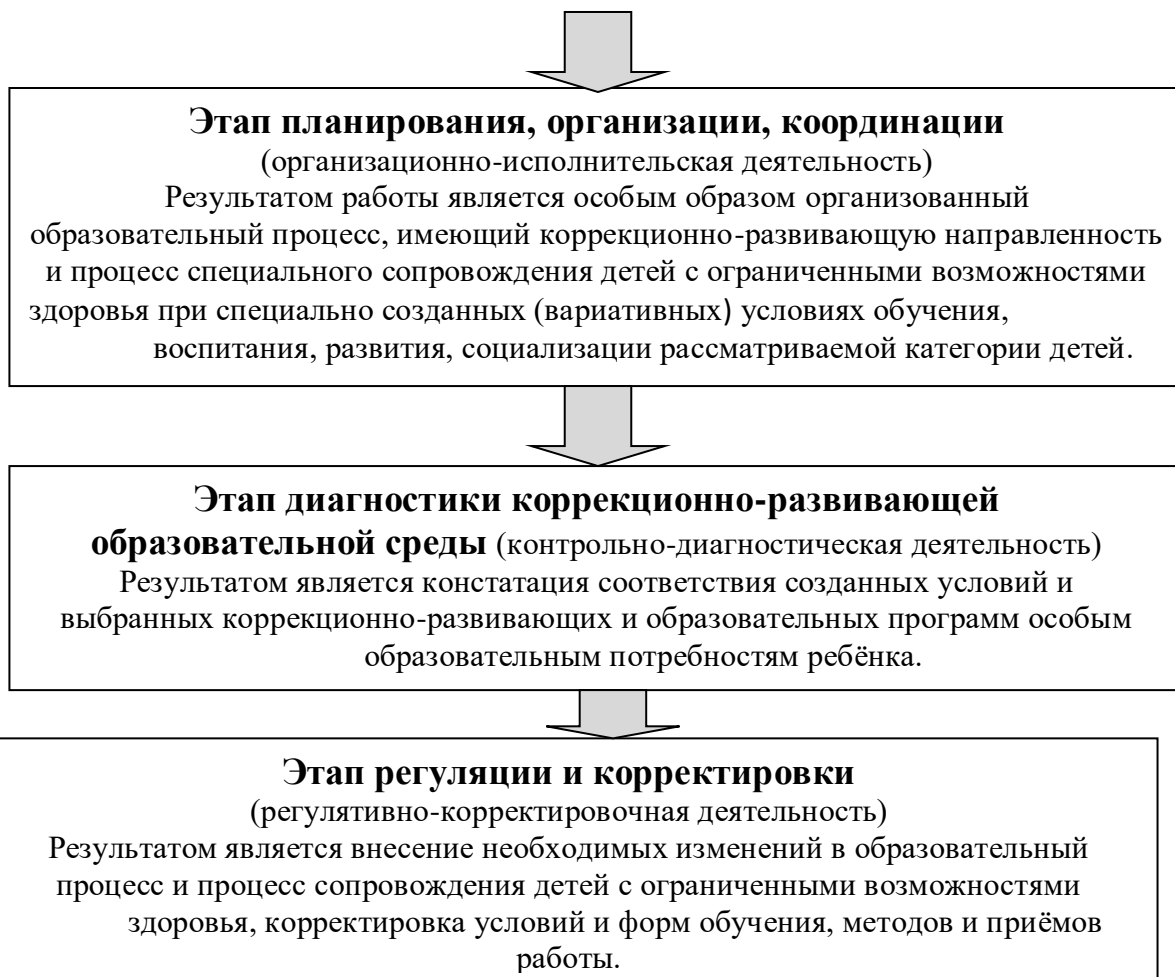 Этап планирования, организации, координации
(организационно-исполнительская деятельность)
Результатом работы является особым образом организованный
образовательный процесс, имеющий коррекционно-развивающую направленность
и процесс специального сопровождения детей с ограниченными возможностями
здоровья при специально созданных (вариативных) условиях обучения,
воспитания, развития, социализации рассматриваемой категории детей.
Этап диагностики коррекционно-развивающей
образовательной среды (контрольно-диагностическая деятельность)
Результатом является констатация соответствия созданных условий и
выбранных коррекционно-развивающих и образовательных программ особым
образовательным потребностям ребёнка.
Этап регуляции и корректировки
(регулятивно-корректировочная деятельность)
Результатом является внесение необходимых изменений в образовательный
процесс и процесс сопровождения детей с ограниченными возможностями
здоровья, корректировка условий и форм обучения, методов и приёмов
работы.